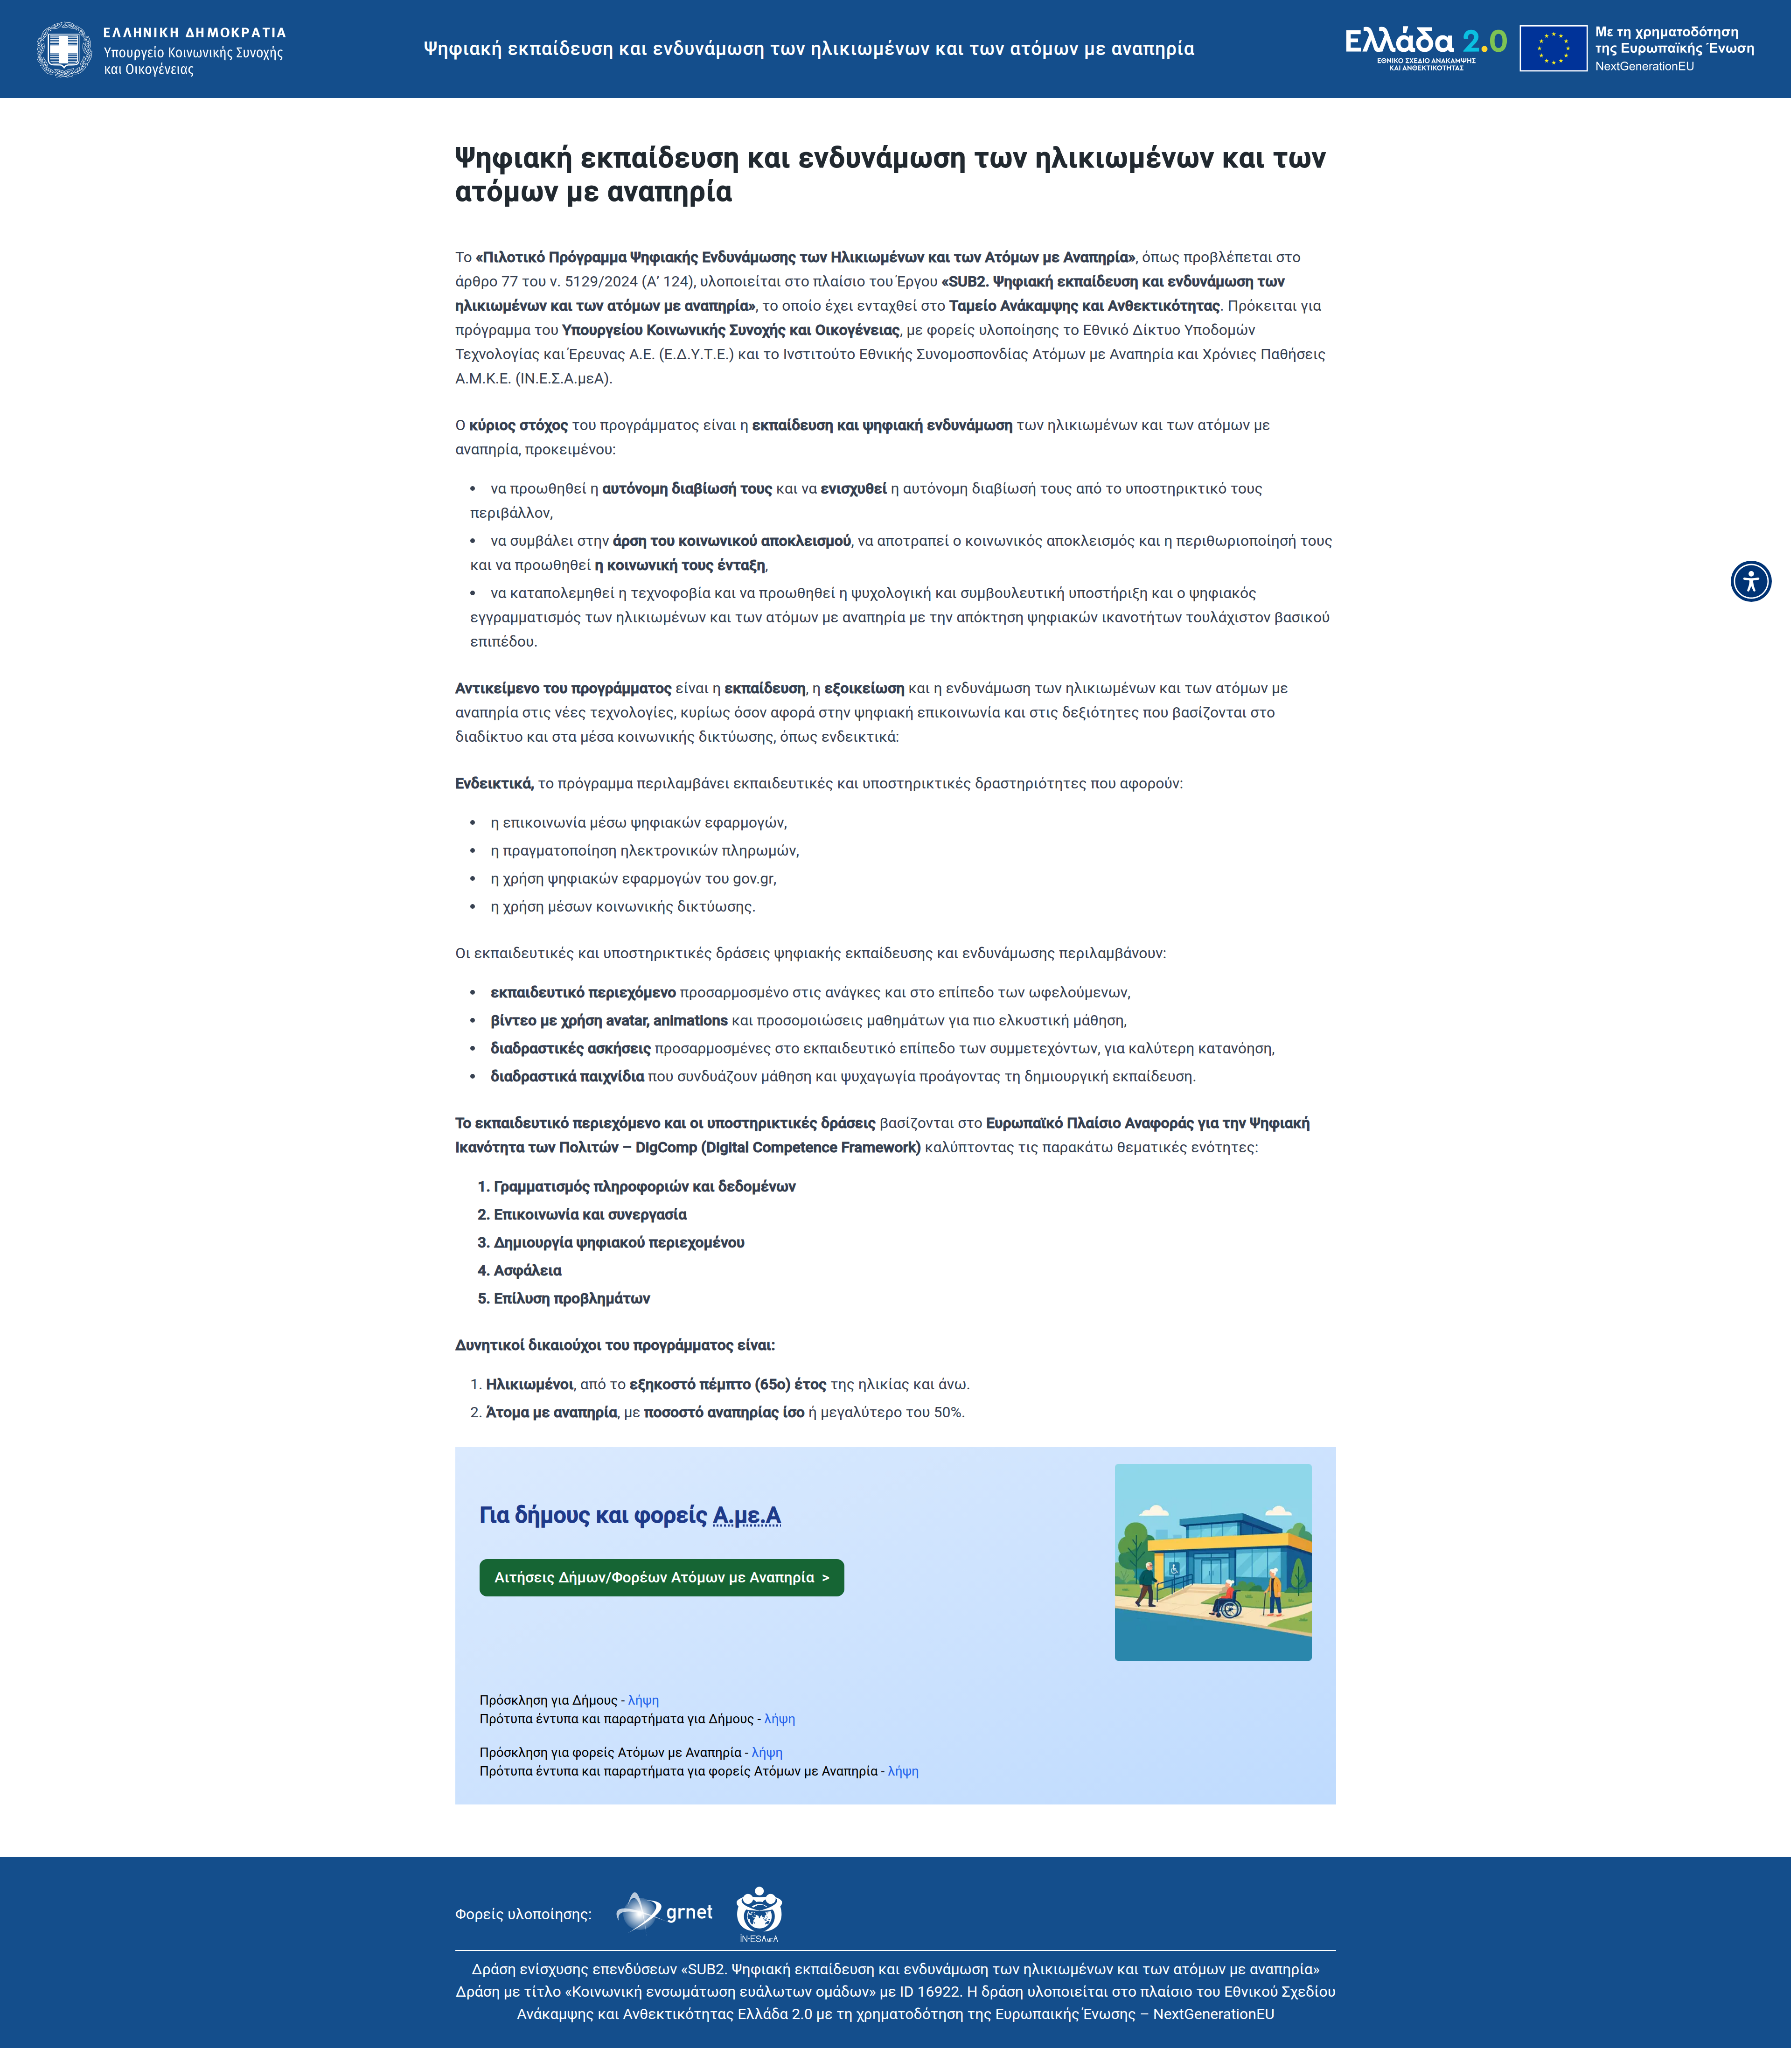 ΕΛΛΗΝΙΚΗ ΔΗΜΟΚΡΑΤΙΑ
Υπουργείο Κοινωνικής Συνοχής
και Οικογένειας
Ψηφιακή εκπαίδευση και ενδυνάμωση των ηλικιωμένων και των ατόμων με αναπηρία
Ελλάδα 2.0
ΕΘΝΙΚΟ ΣΧΕΔΙΟ ΑΝΑΚΑΜΨΗΣ
ΚΑΙ ΑΝΘΕΚΤΙΚΟΤΗΤΑΣ
Με τη χρηματοδότηση
της Ευρωπαϊκής Ένωσης
NextGenerationEU
Ψηφιακή εκπαίδευση και ενδυνάμωση των ηλικιωμένων και των
ατόμων με αναπηρία
Το «Πιλοτικό Πρόγραμμα Ψηφιακής Ενδυνάμωσης των Ηλικιωμένων και των Ατόμων με Αναπηρία», όπως προβλέπεται στο
άρθρο 77 του ν. 5129/2024 (Α’ 124), υλοποιείται στο πλαίσιο του Έργου «SUB2. Ψηφιακή εκπαίδευση και ενδυνάμωση των
ηλικιωμένων και των ατόμων με αναπηρία», το οποίο έχει ενταχθεί στο Ταμείο Ανάκαμψης και Ανθεκτικότητας. Πρόκειται για
πρόγραμμα του Υπουργείου Κοινωνικής Συνοχής και Οικογένειας, με φορείς υλοποίησης το Εθνικό Δίκτυο Υποδομών
Τεχνολογίας και Έρευνας Α.Ε. (Ε.Δ.Υ.Τ.Ε.) και το Ινστιτούτο Εθνικής Συνομοσπονδίας Ατόμων με Αναπηρία και Χρόνιες Παθήσεις
Α.Μ.Κ.Ε. (ΙΝ.Ε.Σ.Α.μεΑ).
Ο κύριος στόχος του προγράμματος είναι η εκπαίδευση και ψηφιακή ενδυνάμωση των ηλικιωμένων και των ατόμων με
αναπηρία, προκειμένου:
• να προωθηθεί η αυτόνομη διαβίωσή τους και να ενισχυθεί η αυτόνομη διαβίωσή τους από το υποστηρικτικό τους
περιβάλλον,
• να συμβάλει στην άρση του κοινωνικού αποκλεισμού, να αποτραπεί ο κοινωνικός αποκλεισμός και η περιθωριοποίησή τους
και να προωθηθεί η κοινωνική τους ένταξη,
• να καταπολεμηθεί η τεχνοφοβία και να προωθηθεί η ψυχολογική και συμβουλευτική υποστήριξη και ο ψηφιακός
εγγραμματισμός των ηλικιωμένων και των ατόμων με αναπηρία με την απόκτηση ψηφιακών ικανοτήτων τουλάχιστον βασικού
επιπέδου.
Αντικείμενο του προγράμματος είναι η εκπαίδευση, η εξοικείωση και η ενδυνάμωση των ηλικιωμένων και των ατόμων με
αναπηρία στις νέες τεχνολογίες, κυρίως όσον αφορά στην ψηφιακή επικοινωνία και στις δεξιότητες που βασίζονται στο
διαδίκτυο και στα μέσα κοινωνικής δικτύωσης, όπως ενδεικτικά:
Ενδεικτικά, το πρόγραμμα περιλαμβάνει εκπαιδευτικές και υποστηρικτικές δραστηριότητες που αφορούν:
• η επικοινωνία μέσω ψηφιακών εφαρμογών,
• η πραγματοποίηση ηλεκτρονικών πληρωμών,
• η χρήση ψηφιακών εφαρμογών του gov.gr,
• η χρήση μέσων κοινωνικής δικτύωσης.
Οι εκπαιδευτικές και υποστηρικτικές δράσεις ψηφιακής εκπαίδευσης και ενδυνάμωσης περιλαμβάνουν:
• εκπαιδευτικό περιεχόμενο προσαρμοσμένο στις ανάγκες και στο επίπεδο των ωφελούμενων,
• βίντεο με χρήση avatar, animations και προσομοιώσεις μαθημάτων για πιο ελκυστική μάθηση,
• διαδραστικές ασκήσεις προσαρμοσμένες στο εκπαιδευτικό επίπεδο των συμμετεχόντων, για καλύτερη κατανόηση,
• διαδραστικά παιχνίδια που συνδυάζουν μάθηση και ψυχαγωγία προάγοντας τη δημιουργική εκπαίδευση.
Το εκπαιδευτικό περιεχόμενο και οι υποστηρικτικές δράσεις βασίζονται στο Ευρωπαϊκό Πλαίσιο Αναφοράς για την Ψηφιακή
Ικανότητα των Πολιτών – DigComp (Digital Competence Framework) καλύπτοντας τις παρακάτω θεματικές ενότητες:
1. Γραμματισμός πληροφοριών και δεδομένων
2. Επικοινωνία και συνεργασία
3. Δημιουργία ψηφιακού περιεχομένου
4. Ασφάλεια
5. Επίλυση προβλημάτων
Δυνητικοί δικαιούχοι του προγράμματος είναι:
1. Ηλικιωμένοι, από το εξηκοστό πέμπτο (65ο) έτος της ηλικίας και άνω.
2. Άτομα με αναπηρία, με ποσοστό αναπηρίας ίσο ή μεγαλύτερο του 50%.
Για δήμους και φορείς Α.με.Α
Αιτήσεις Δήμων/Φορέων Ατόμων με Αναπηρία >
Πρόσκληση για Δήμους - λήψη
Πρότυπα έντυπα και παραρτήματα για Δήμους - λήψη
Πρόσκληση για φορείς Ατόμων με Αναπηρία - λήψη
Πρότυπα έντυπα και παραρτήματα για φορείς Ατόμων με Αναπηρία - λήψη
Φορείς υλοποίησης:
grnet
IN-ESAμεA
Δράση ενίσχυσης επενδύσεων «SUB2. Ψηφιακή εκπαίδευση και ενδυνάμωση των ηλικιωμένων και των ατόμων με αναπηρία»
Δράση με τίτλο «Κοινωνική ενσωμάτωση ευάλωτων ομάδων» με ID 16922. Η δράση υλοποιείται στο πλαίσιο του Εθνικού Σχεδίου
Ανάκαμψης και Ανθεκτικότητας Ελλάδα 2.0 με τη χρηματοδότηση της Ευρωπαικής Ένωσης – NextGenerationEU